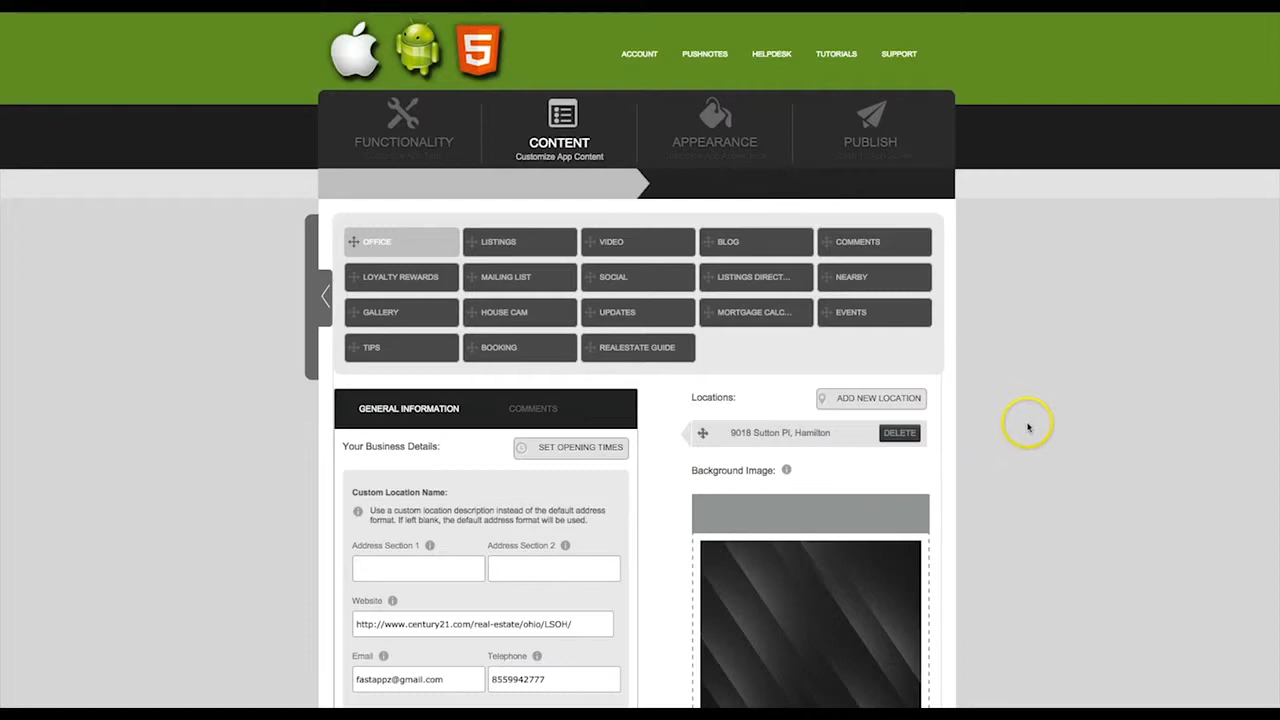 5
ACCOUNT PUSHNOTES HELPDESK TUTORIALS SUPPORT
FUNCTIONALITY CONTENT APPEARANCE PUBLISH
Customize App Content
OFFICE LISTINGS VIDEO BLOG COMMENTS
LOYALTY REWARDS MAILING LIST SOCIAL LISTINGS DIRECT... NEARBY
GALLERY HOUSE CAM UPDATES MORTGAGE CALC... EVENTS
TIPS BOOKING REALESTATE GUIDE
GENERAL INFORMATION COMMENTS
Your Business Details: SET OPENING TIMES
Custom Location Name:
Use a custom location description instead of the default address
format. If left blank, the default address format will be used.
Address Section 1 Address Section 2
Website
http://www.century21.com/real-estate/ohio/LSOH/
Email Telephone
fastappz@gmail.com 8559942777
Locations: ADD NEW LOCATION
9018 Sutton Pl, Hamilton DELETE
Background Image: